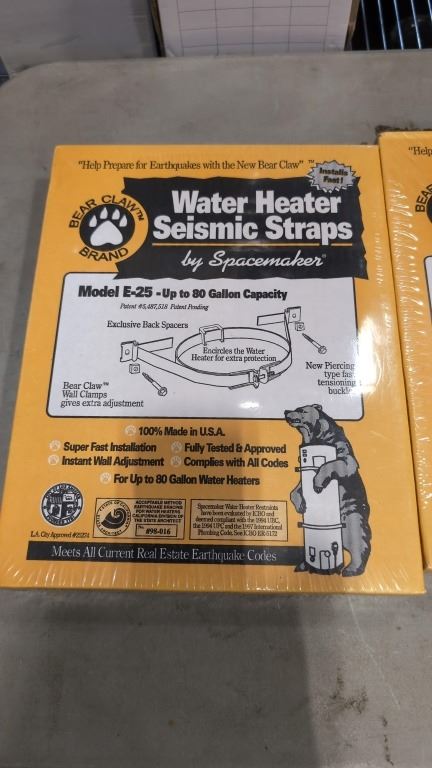 "Help Prepare for Earthquakes with the New Bear Claw" ™
Installs
Fast!
BEAR CLAW™
BRAND
Water Heater
Seismic Straps
by Spacemaker®
Model E-25 - Up to 80 Gallon Capacity
Patent #5,487,518 Patent Pending
Exclusive Back Spacers
Encircles the Water
Heater for extra protection
Bear Claw™
Wall Clamps
gives extra adjustment
New Piercing
type fast
tensioning
buckle
100% Made in U.S.A.
Super Fast Installation
Fully Tested & Approved
Instant Wall Adjustment
Complies with All Codes
For Up to 80 Gallon Water Heaters
L.A. City Approved #25274
ACCEPTABLE METHOD
EARTHQUAKE BRACING
FOR WATER HEATERS
CALIFORNIA DIVISION OF
THE STATE ARCHITECT
#98-016
Spacemaker Water Heater Restraints
have been evaluated by ICBO and
deemed compliant with the 1994 UBC,
the 1994 UPC and the 1997 International
Plumbing Code. See ICBO ER-5172
Meets All Current Real Estate Earthquake Codes
"Help